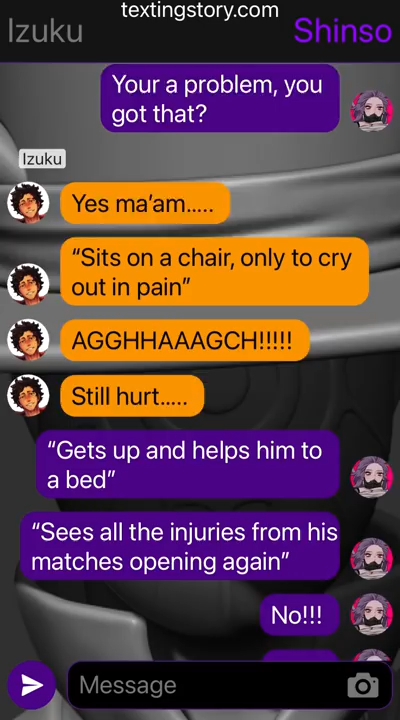 textingstory.com
Izuku
Shinso
Your a problem, you
got that?
Izuku
Yes ma’am.....
“Sits on a chair, only to cry
out in pain”
AGGHHAAAGCH!!!!!
Still hurt.....
“Gets up and helps him to
a bed”
“Sees all the injuries from his
matches opening again”
No!!!
Message